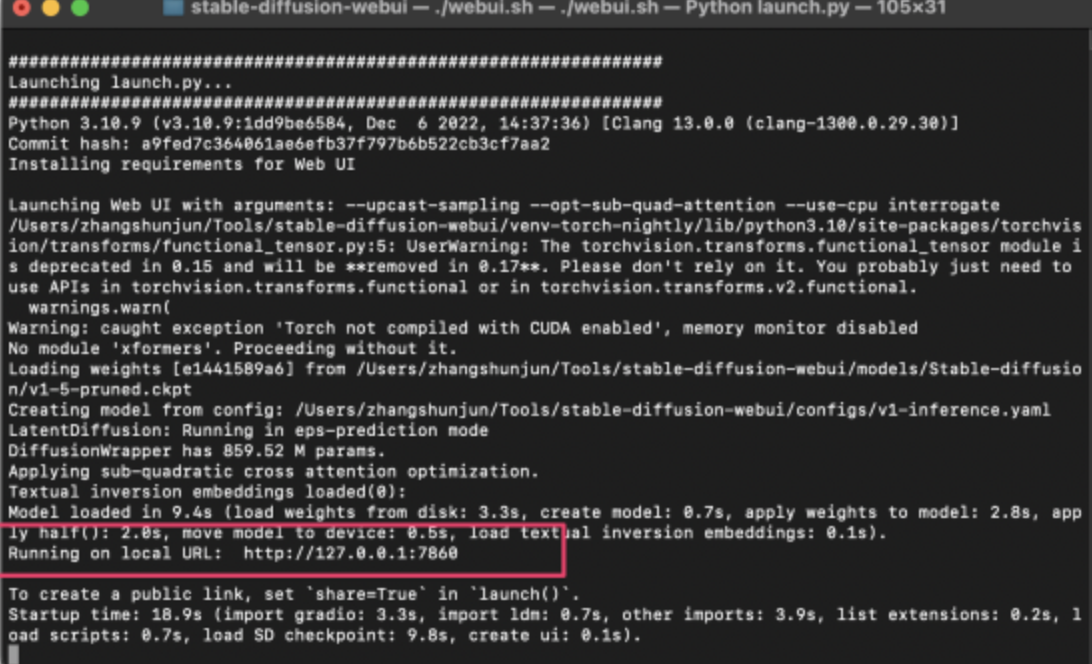 stable-diffusion-webui — ./webui.sh — ./webui.sh — Python launch.py — 105×31
################################################################
Launching launch.py...
################################################################
Python 3.10.9 (v3.10.9:1dd9be6584, Dec  6 2022, 14:37:36) [Clang 13.0.0 (clang-1300.0.29.30)]
Commit hash: a9fed7c364061ae6efb37f797b6b522cb3cf7aa2
Installing requirements for Web UI
Launching Web UI with arguments: --upcast-sampling --opt-sub-quad-attention --use-cpu interrogate
/Users/zhangshunjun/Tools/stable-diffusion-webui/venv-torch-nightly/lib/python3.10/site-packages/torchvis
ion/transforms/functional_tensor.py:5: UserWarning: The torchvision.transforms.functional_tensor module i
s deprecated in 0.15 and will be **removed in 0.17**. Please don't rely on it. You probably just need to
use APIs in torchvision.transforms.functional or in torchvision.transforms.v2.functional.
  warnings.warn(
Warning: caught exception 'Torch not compiled with CUDA enabled', memory monitor disabled
No module 'xformers'. Proceeding without it.
Loading weights [e1441589a6] from /Users/zhangshunjun/Tools/stable-diffusion-webui/models/Stable-diffusio
n/v1-5-pruned.ckpt
Creating model from config: /Users/zhangshunjun/Tools/stable-diffusion-webui/configs/v1-inference.yaml
LatentDiffusion: Running in eps-prediction mode
DiffusionWrapper has 859.52 M params.
Applying sub-quadratic cross attention optimization.
Textual inversion embeddings loaded(0):
Model loaded in 9.4s (load weights from disk: 3.3s, create model: 0.7s, apply weights to model: 2.8s, app
ly half(): 2.0s, move model to device: 0.5s, load textual inversion embeddings: 0.1s).
Running on local URL:  http://127.0.0.1:7860
To create a public link, set `share=True` in `launch()`.
Startup time: 18.9s (import gradio: 3.3s, import ldm: 0.7s, other imports: 3.9s, list extensions: 0.2s, l
oad scripts: 0.7s, load SD checkpoint: 9.8s, create ui: 0.1s).